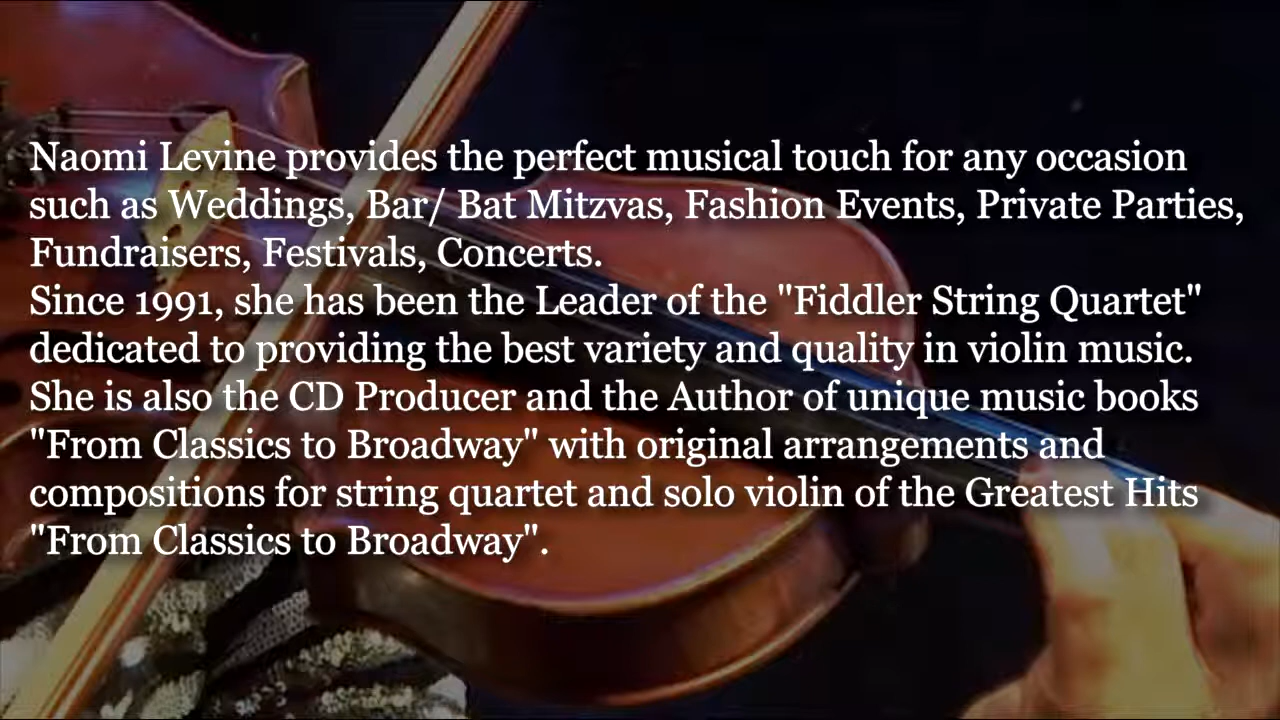 Naomi Levine provides the perfect musical touch for any occasion
such as Weddings, Bar/ Bat Mitzvas, Fashion Events, Private Parties,
Fundraisers, Festivals, Concerts.
Since 1991, she has been the Leader of the "Fiddler String Quartet"
dedicated to providing the best variety and quality in violin music.
She is also the CD Producer and the Author of unique music books
"From Classics to Broadway" with original arrangements and
compositions for string quartet and solo violin of the Greatest Hits
"From Classics to Broadway".